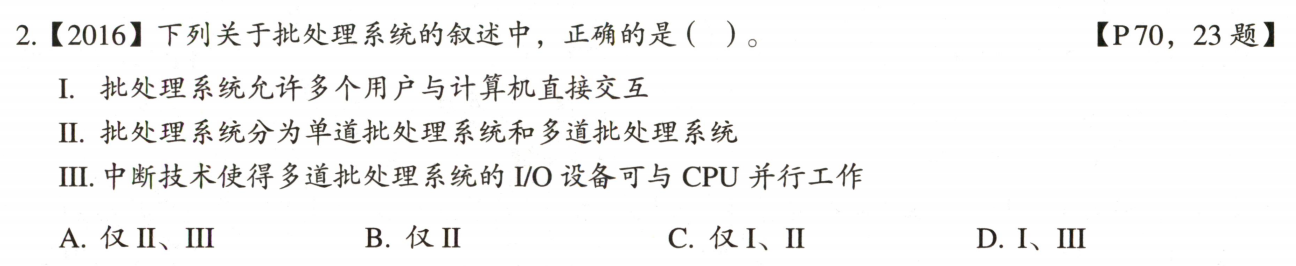 2.【2016】下列关于批处理系统的叙述中，正确的是（ ）。 【P70，23 题】
I. 批处理系统允许多个用户与计算机直接交互
II. 批处理系统分为单道批处理系统和多道批处理系统
III. 中断技术使得多道批处理系统的 I/O 设备可与 CPU 并行工作
A. 仅 II、III B. 仅 II C. 仅 I、II D. I、III